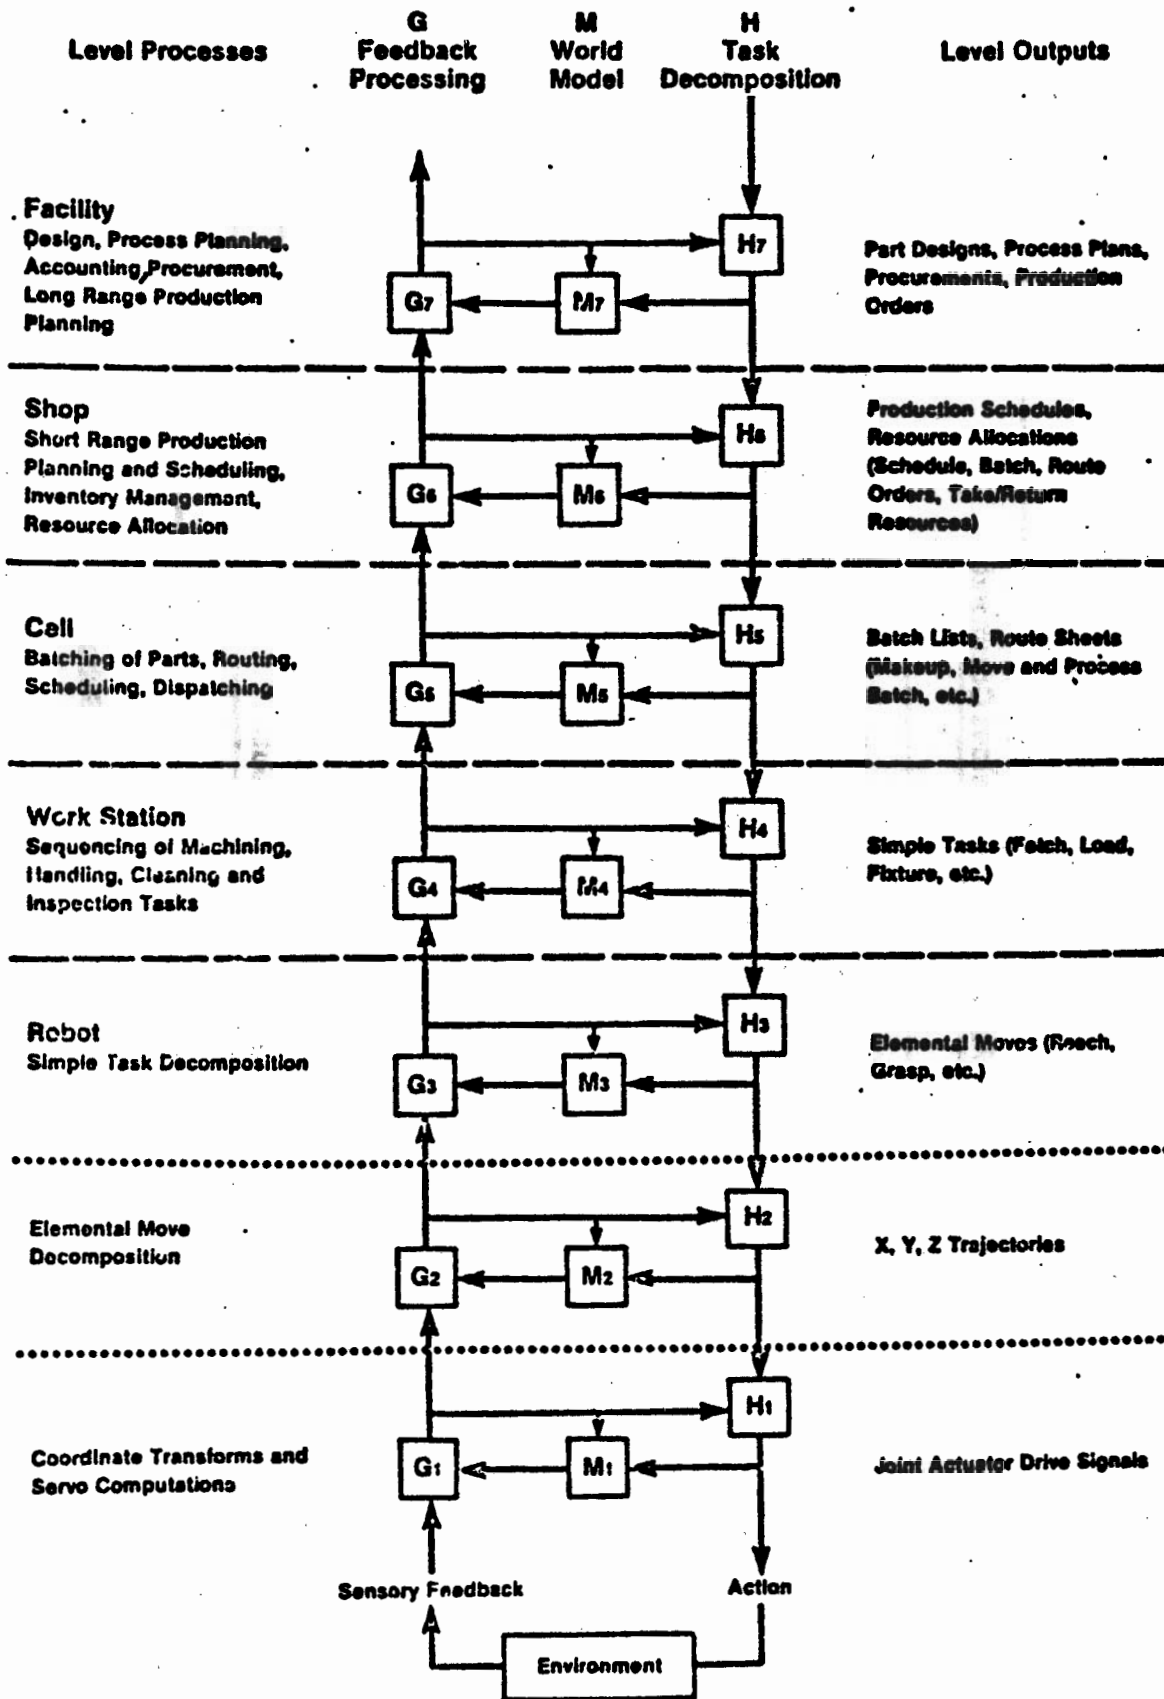 Level Processes
G
Feedback
Processing
M
World
Model
H
Task
Decomposition
Level Outputs
Facility
Design, Process Planning,
Accounting, Procurement,
Long Range Production
Planning
G7
M7
H7
Part Designs, Process Plans,
Procurements, Production
Orders
Shop
Short Range Production
Planning and Scheduling,
Inventory Management,
Resource Allocation
G6
M6
H6
Production Schedules,
Resource Allocations
(Schedule, Batch, Route
Orders, Take/Return
Resources)
Cell
Batching of Parts, Routing,
Scheduling, Dispatching
G5
M5
H5
Batch Lists, Route Sheets
(Makeup, Move and Process
Batch, etc.)
Work Station
Sequencing of Machining,
Handling, Cleaning and
Inspection Tasks
G4
M4
H4
Simple Tasks (Fetch, Load,
Fixture, etc.)
Robot
Simple Task Decomposition
G3
M3
H3
Elemental Moves (Reach,
Grasp, etc.)
Elemental Move
Decomposition
G2
M2
H2
X, Y, Z Trajectories
Coordinate Transforms and
Servo Computations
G1
M1
H1
Joint Actuator Drive Signals
Sensory Feedback
Action
Environment